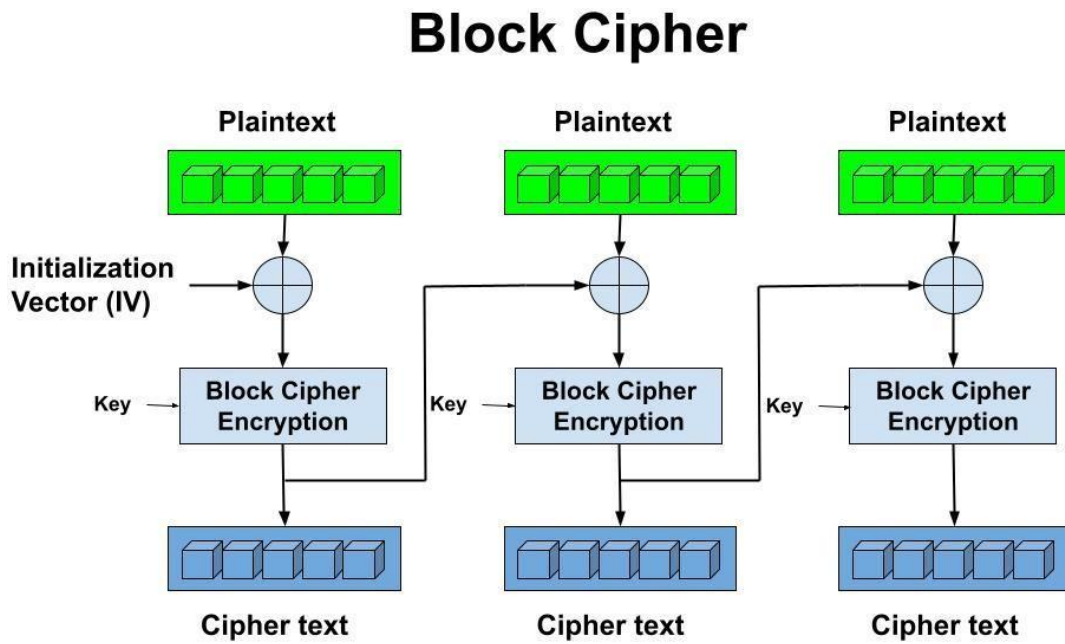 Block Cipher
Plaintext
Plaintext
Plaintext
Initialization
Vector (IV)
Key
Block Cipher
Encryption
Key
Block Cipher
Encryption
Key
Block Cipher
Encryption
Cipher text
Cipher text
Cipher text